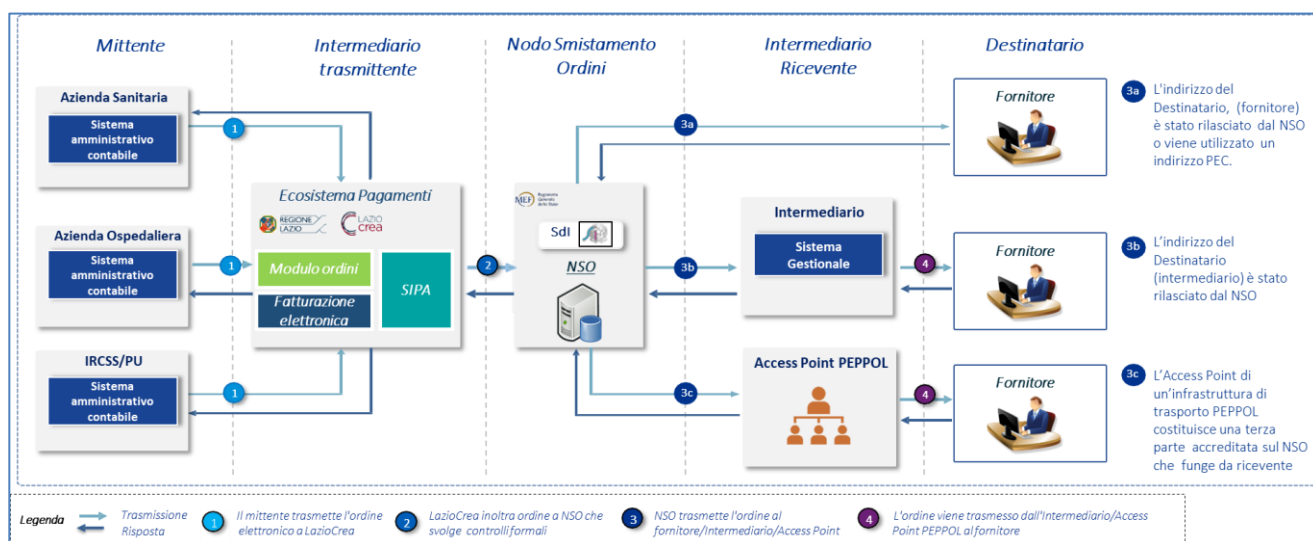 Mittente
Intermediario
trasmittente
Nodo Smistamento
Ordini
Intermediario
Ricevente
Destinatario
Azienda Sanitaria
Sistema
amministrativo
contabile
1
Azienda Ospedaliera
Sistema
amministrativo
contabile
1
IRCSS/PU
Sistema
amministrativo
contabile
1
Ecosistema Pagamenti
REGIONE
LAZIO
LAZIO
crea
Modulo ordini
Fatturazione
elettronica
SIPA
2
MEF
Ragioneria
Generale
dello Stato
SdI
NSO
3a
3b
3c
Intermediario
Sistema
Gestionale
4
Access Point PEPPOL
4
Fornitore
Fornitore
Fornitore
3a
L'indirizzo del
Destinatario, (fornitore)
è stato rilasciato dal NSO
o viene utilizzato un
indirizzo PEC.
3b
L’indirizzo del
Destinatario
(intermediario) è stato
rilasciato dal NSO
3c
L’Access Point di
un’infrastruttura di
trasporto PEPPOL
costituisce una terza
parte accreditata sul NSO
che funge da ricevente
Legenda
Trasmissione
Risposta
1
Il mittente trasmette l'ordine
elettronico a LazioCrea
2
LazioCrea inoltra ordine a NSO che
svolge controlli formali
3
NSO trasmette l'ordine al
fornitore/Intermediario/Access Point
4
L'ordine viene trasmesso dall'Intermediario/Access
Point PEPPOL al fornitore